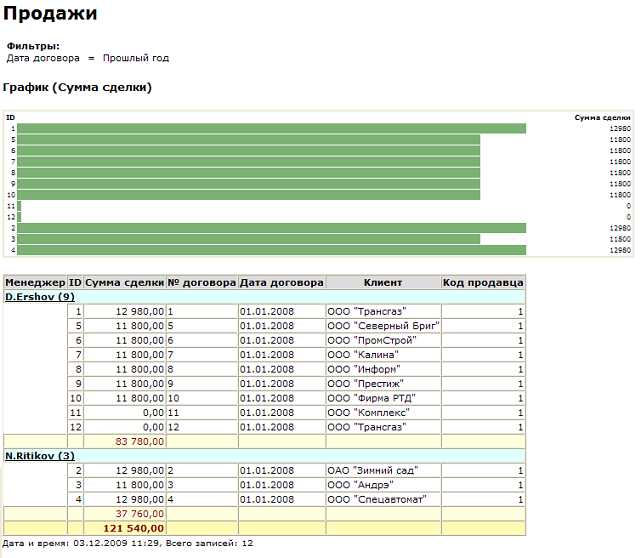 Продажи
Фильтры:
Дата договора = Прошлый год
График (Сумма сделки)
ID Сумма сделки
1 12980
5 11800
6 11800
7 11800
8 11800
9 11800
10 11800
11 0
12 0
2 12980
3 11800
4 12980
Менеджер ID Сумма сделки № договора Дата договора Клиент Код продавца
D.Ershov (9)
1 12 980,00 1 01.01.2008 ООО "Трансгаз" 1
5 11 800,00 5 01.01.2008 ООО "Северный Бриг" 1
6 11 800,00 6 01.01.2008 ООО "ПромСтрой" 1
7 11 800,00 7 01.01.2008 ООО "Калина" 1
8 11 800,00 8 01.01.2008 ООО "Информ" 1
9 11 800,00 9 01.01.2008 ООО "Престиж" 1
10 11 800,00 10 01.01.2008 ООО "Фирма РТД" 1
11 0,00 11 01.01.2008 ООО "Комплекс" 1
12 0,00 12 01.01.2008 ООО "Трансгаз" 1
83 780,00
N.Ritikov (3)
2 12 980,00 2 01.01.2008 ОАО "Зимний сад" 1
3 11 800,00 3 01.01.2008 ООО "Андрэ" 1
4 12 980,00 4 01.01.2008 ООО "Спецавтомат" 1
37 760,00
121 540,00
Дата и время: 03.12.2009 11:29, Всего записей: 12